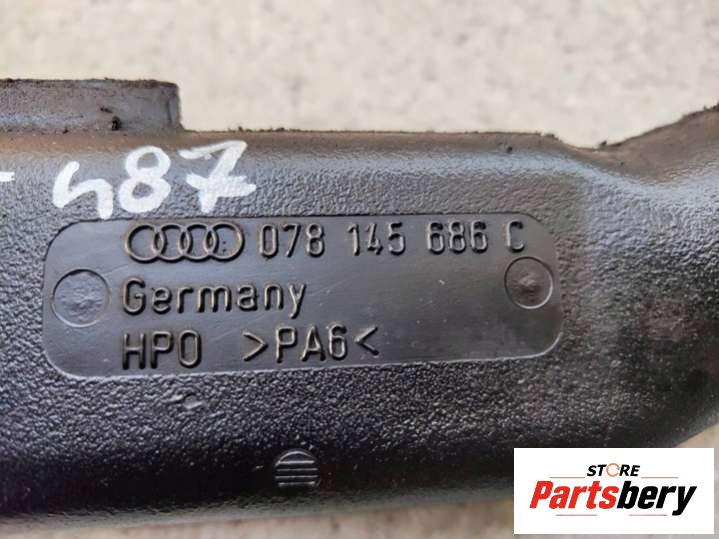 487
078 145 686 C
Germany
HPO >PA6<
STORE
Partsbery